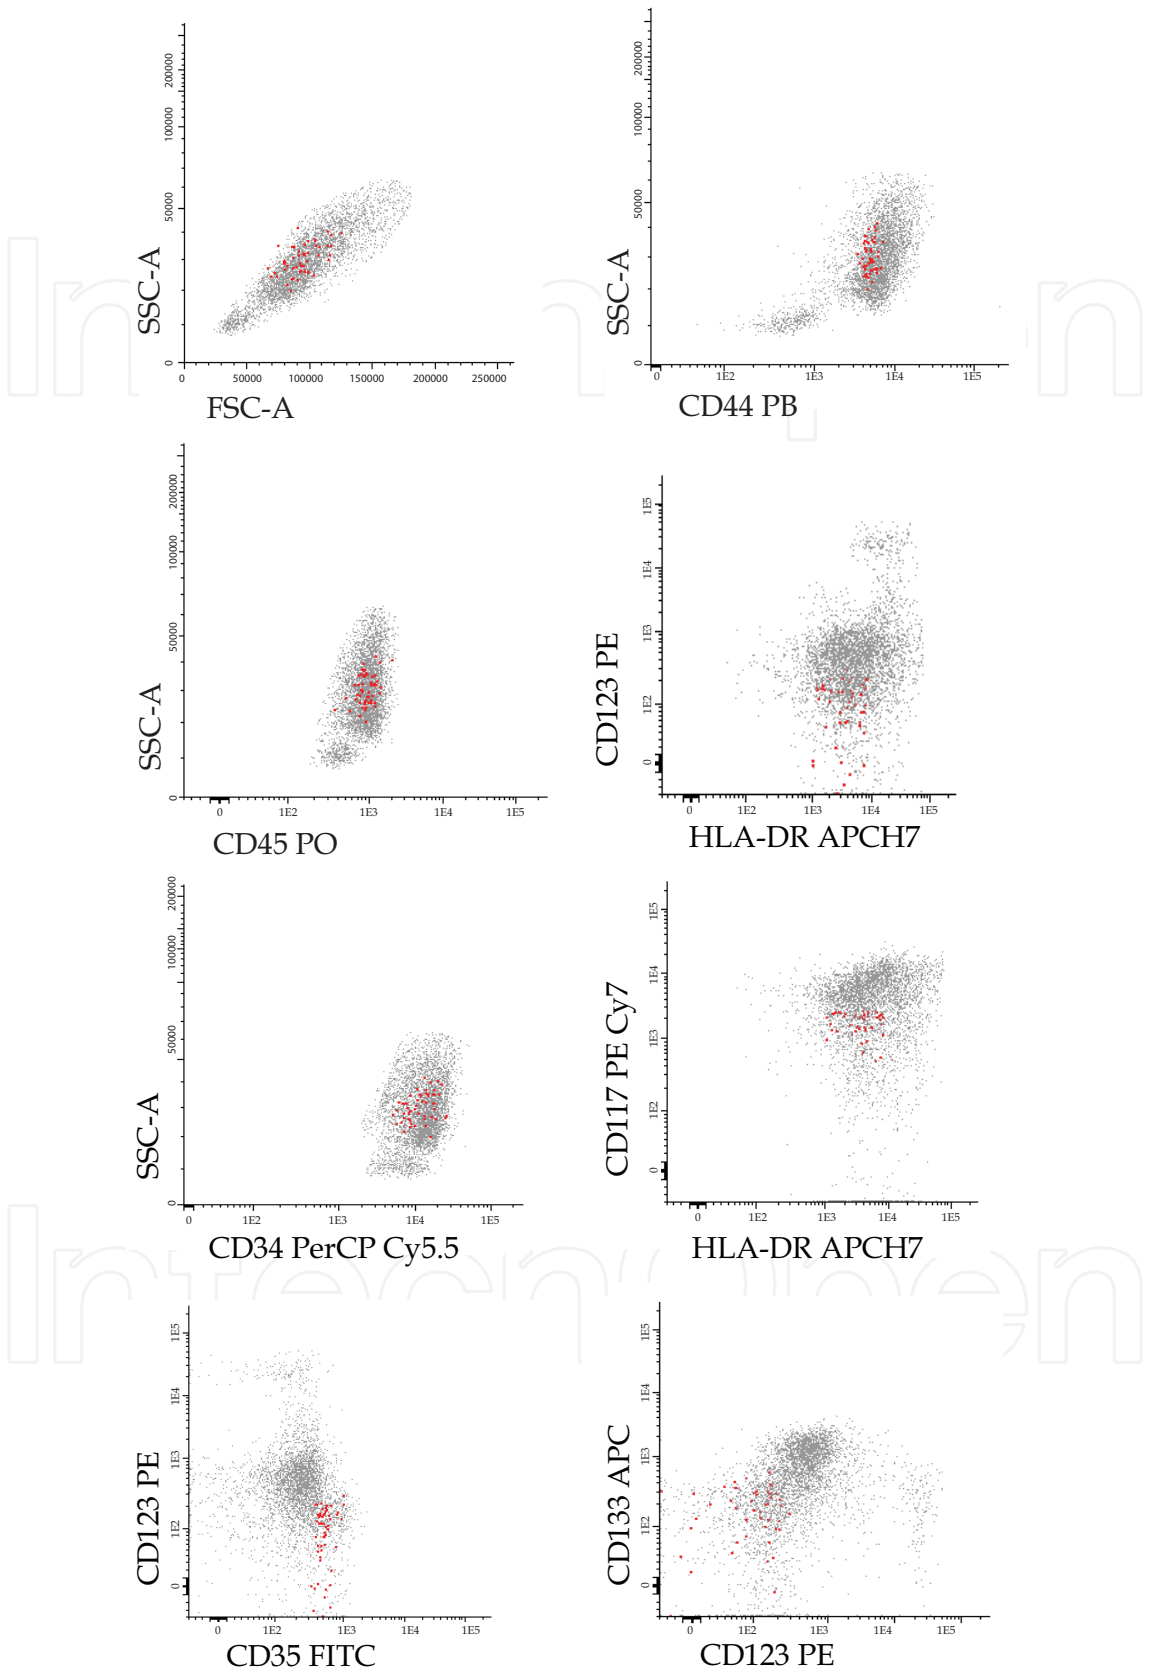 200000
100000
50000
0
SSC-A
0 50000 100000 150000 200000 250000
FSC-A
200000
100000
50000
0
SSC-A
0 1E2 1E3 1E4 1E5
CD44 PB
200000
100000
50000
0
SSC-A
0 1E2 1E3 1E4 1E5
CD45 PO
1E5
1E4
1E3
1E2
0
CD123 PE
0 1E2 1E3 1E4 1E5
HLA-DR APCH7
200000
100000
50000
0
SSC-A
0 1E2 1E3 1E4 1E5
CD34 PerCP Cy5.5
1E5
1E4
1E3
1E2
0
CD117 PE Cy7
0 1E2 1E3 1E4 1E5
HLA-DR APCH7
1E5
1E4
1E3
1E2
0
CD123 PE
0 1E2 1E3 1E4 1E5
CD35 FITC
1E5
1E4
1E3
1E2
0
CD133 APC
0 1E2 1E3 1E4 1E5
CD123 PE